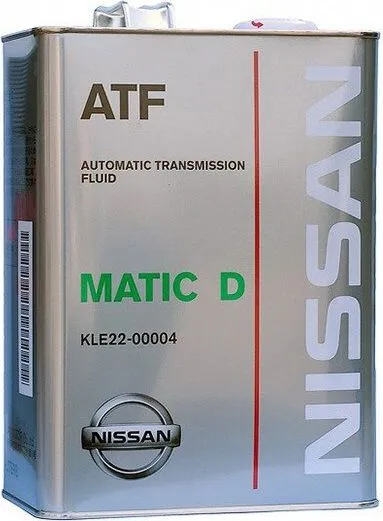 ATF
AUTOMATIC TRANSMISSION
FLUID
MATIC D
KLE22-00004
NISSAN
NISSAN